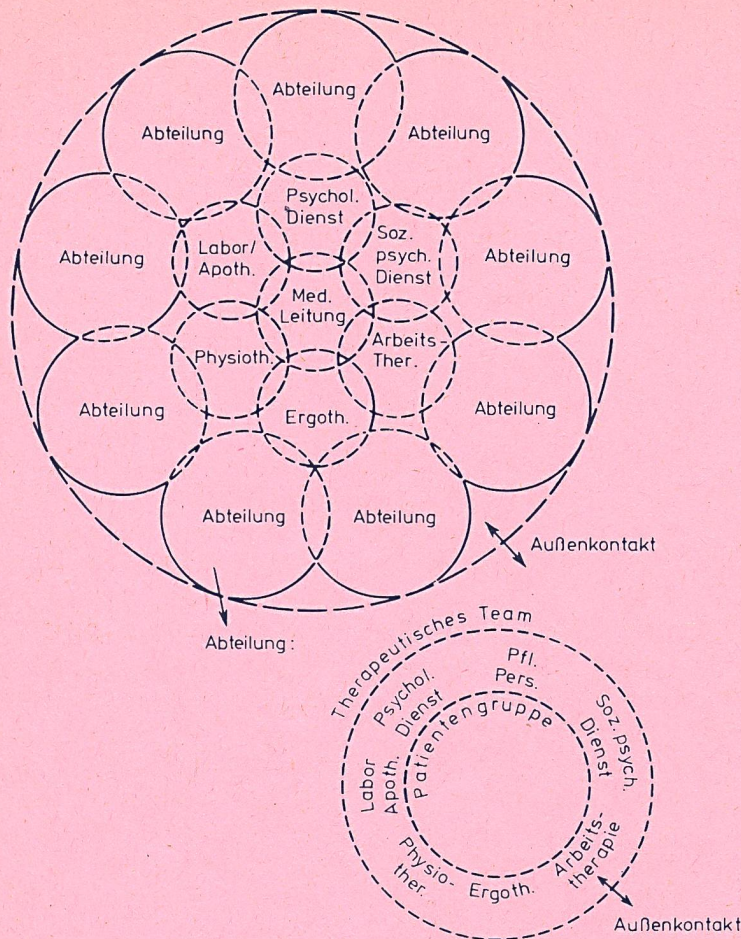 Abteilung
Abteilung
Abteilung
Psychol.
Dienst
Labor/
Apoth.
Soz.
psych.
Dienst
Abteilung
Abteilung
Med.
Leitung
Physioth.
Arbeits-
Ther.
Abteilung
Ergoth.
Abteilung
Abteilung
Abteilung
Außenkontakt
Abteilung:
Therapeutisches Team
Pfl.
Pers.
Psychol.
Dienst
Soz. psych.
Dienst
Patientengruppe
Labor
Apoth.
Arbeits-
therapie
Physio-
ther.
Ergoth.
Außenkontakt